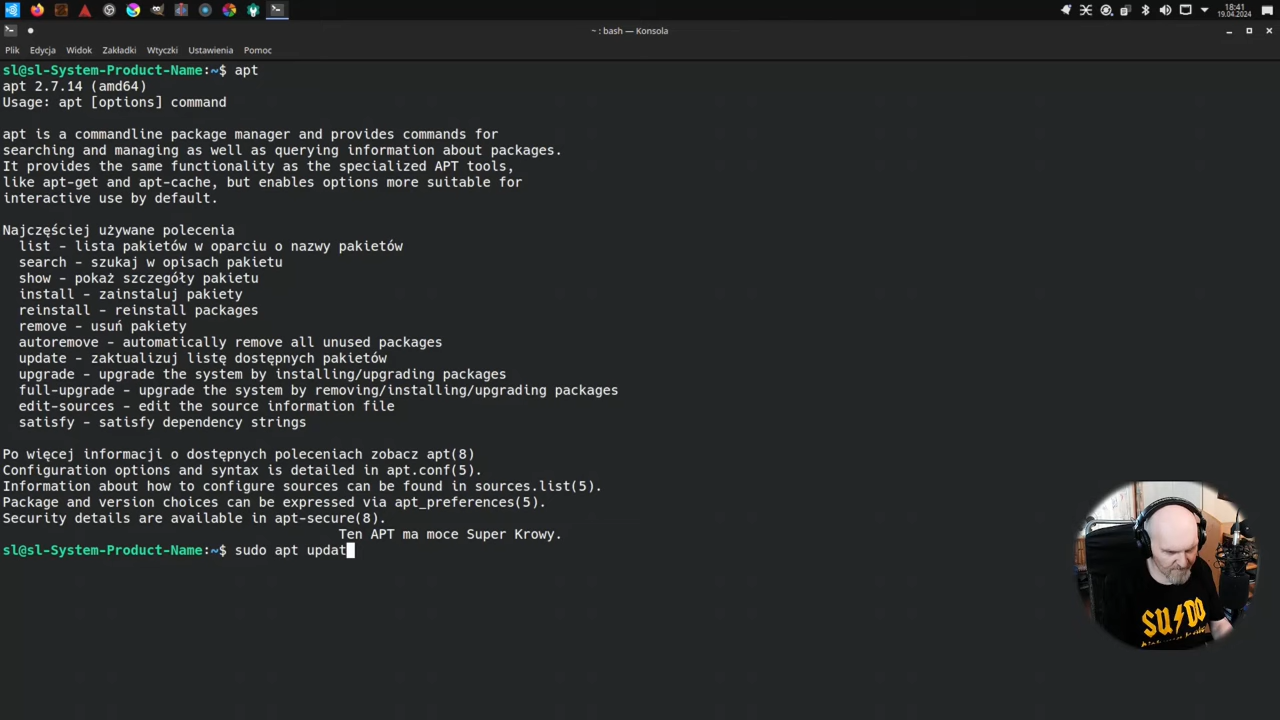 18:41
19.04.2024
~ : bash — Konsola
Plik Edycja Widok Zakładki Wtyczki Ustawienia Pomoc
sl@sl-System-Product-Name:~$ apt
apt 2.7.14 (amd64)
Usage: apt [options] command
apt is a commandline package manager and provides commands for
searching and managing as well as querying information about packages.
It provides the same functionality as the specialized APT tools,
like apt-get and apt-cache, but enables options more suitable for
interactive use by default.
Najczęściej używane polecenia
list - lista pakietów w oparciu o nazwy pakietów
search - szukaj w opisach pakietu
show - pokaż szczegóły pakietu
install - zainstaluj pakiety
reinstall - reinstall packages
remove - usuń pakiety
autoremove - automatically remove all unused packages
update - zaktualizuj listę dostępnych pakietów
upgrade - upgrade the system by installing/upgrading packages
full-upgrade - upgrade the system by removing/installing/upgrading packages
edit-sources - edit the source information file
satisfy - satisfy dependency strings
Po więcej informacji o dostępnych poleceniach zobacz apt(8)
Configuration options and syntax is detailed in apt.conf(5).
Information about how to configure sources can be found in sources.list(5).
Package and version choices can be expressed via apt_preferences(5).
Security details are available in apt-secure(8).
Ten APT ma moce Super Krowy.
sl@sl-System-Product-Name:~$ sudo apt updat
SU DO